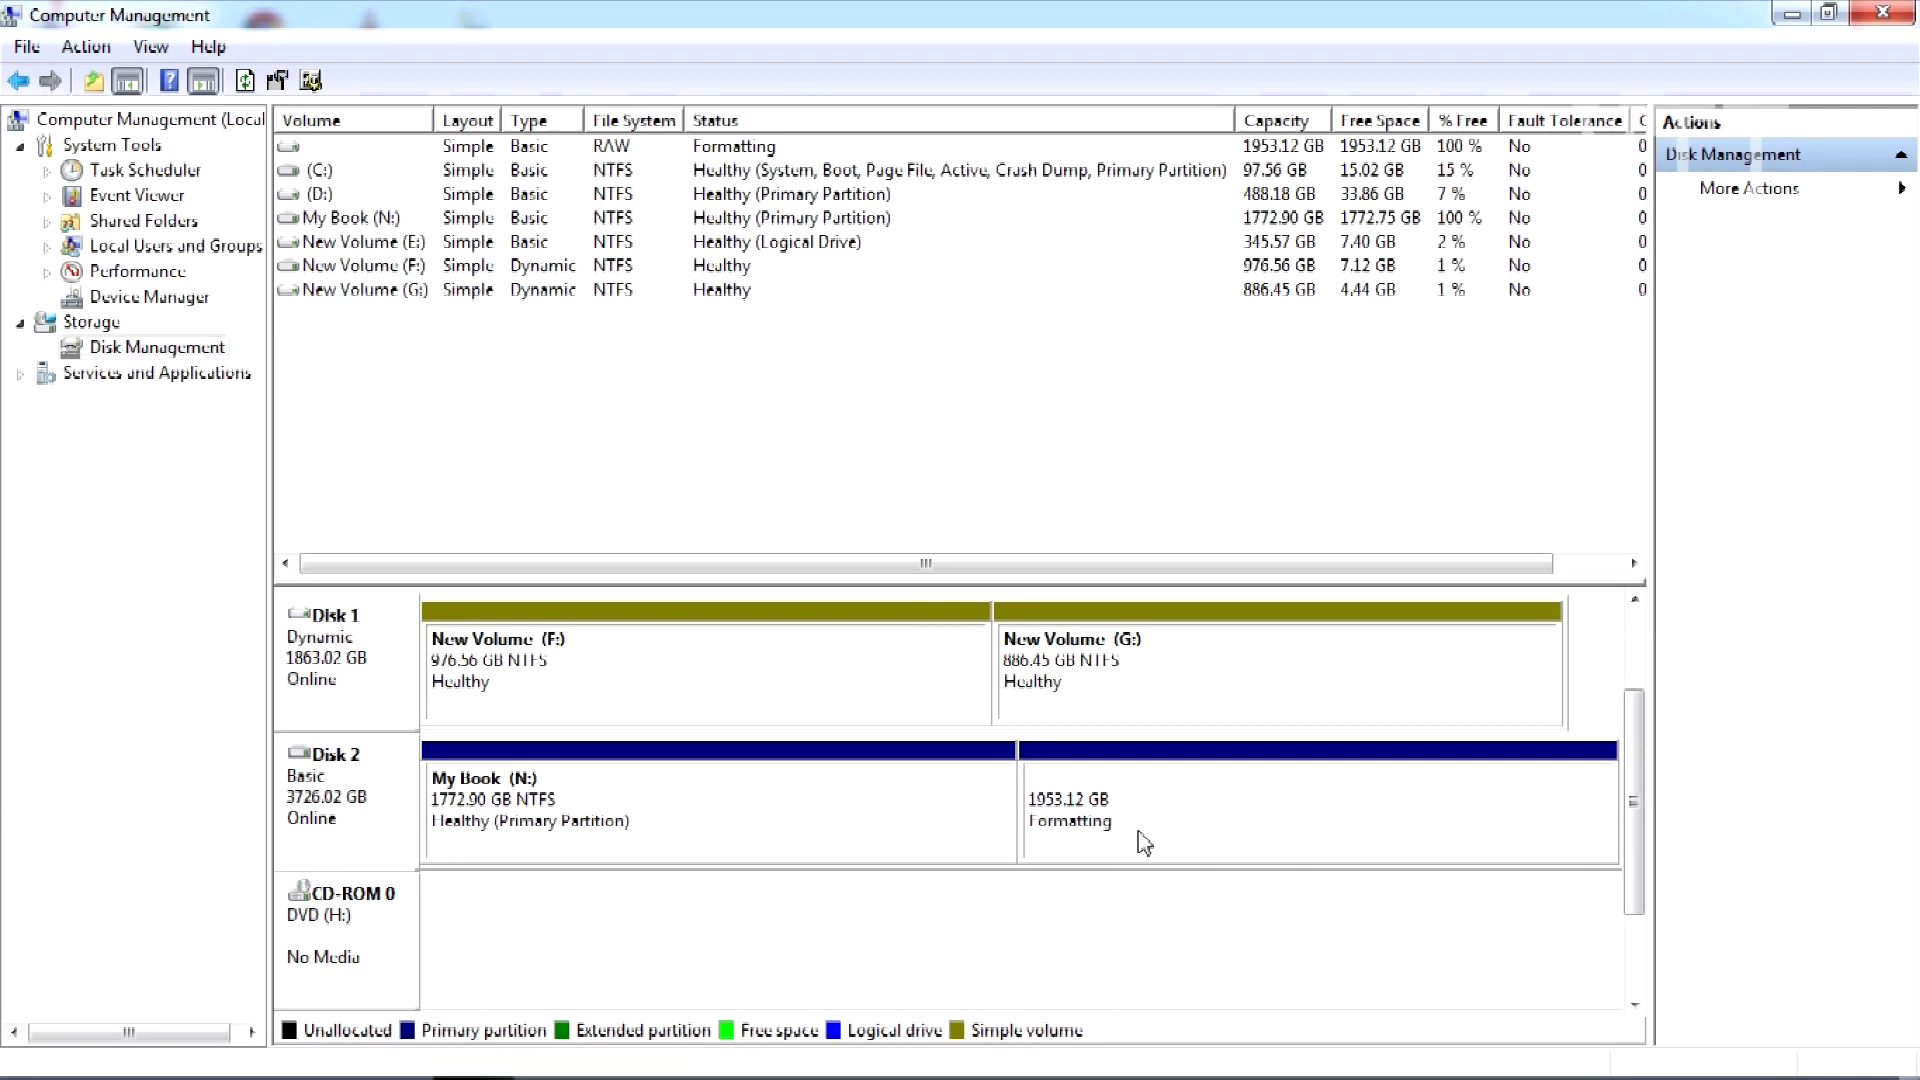 Computer Management
File Action View Help
Computer Management (Local
System Tools
Task Scheduler
Event Viewer
Shared Folders
Local Users and Groups
Performance
Device Manager
Storage
Disk Management
Services and Applications
Volume Layout Type File System Status Capacity Free Space % Free Fault Tolerance
Simple Basic RAW Formatting 1953.12 GB 1953.12 GB 100 % No 0
(C:) Simple Basic NTFS Healthy (System, Boot, Page File, Active, Crash Dump, Primary Partition) 97.56 GB 15.02 GB 15 % No 0
(D:) Simple Basic NTFS Healthy (Primary Partition) 488.18 GB 33.86 GB 7 % No 0
My Book (N:) Simple Basic NTFS Healthy (Primary Partition) 1772.90 GB 1772.75 GB 100 % No 0
New Volume (E:) Simple Basic NTFS Healthy (Logical Drive) 345.57 GB 7.40 GB 2 % No 0
New Volume (F:) Simple Dynamic NTFS Healthy 976.56 GB 7.12 GB 1 % No 0
New Volume (G:) Simple Dynamic NTFS Healthy 886.45 GB 4.44 GB 1 % No 0
Actions
Disk Management
More Actions
Disk 1
Dynamic
1863.02 GB
Online
New Volume (F:)
976.56 GB NTFS
Healthy
New Volume (G:)
886.45 GB NTFS
Healthy
Disk 2
Basic
3726.02 GB
Online
My Book (N:)
1772.90 GB NTFS
Healthy (Primary Partition)
1953.12 GB
Formatting
CD-ROM 0
DVD (H:)
No Media
Unallocated Primary partition Extended partition Free space Logical drive Simple volume